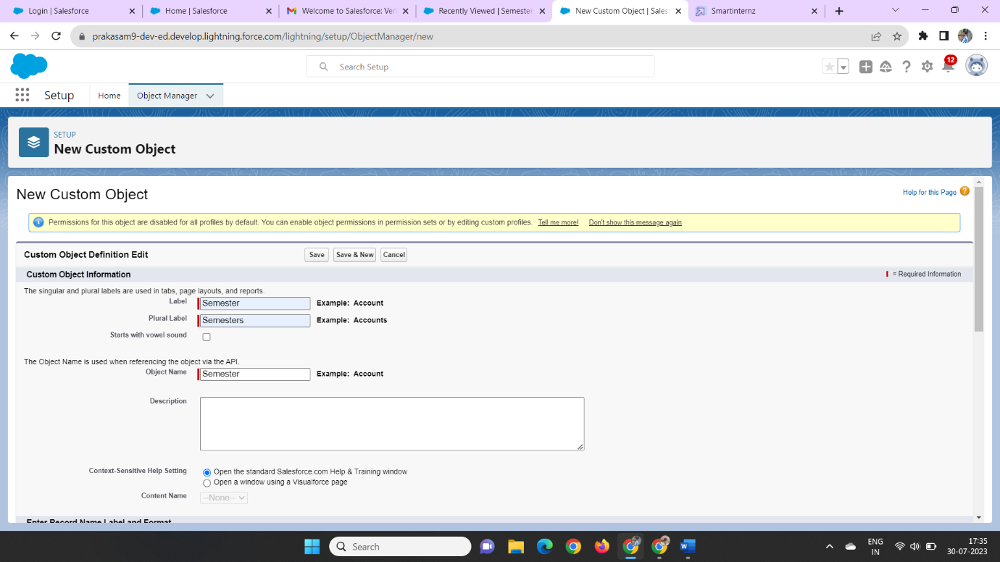 Login | Salesforce
Home | Salesforce
Welcome to Salesforce: Ver
Recently Viewed | Semester
New Custom Object | Sales
Smartinternz
prakasam9-dev-ed.develop.lightning.force.com/lightning/setup/ObjectManager/new
Search Setup
12
Setup
Home
Object Manager
SETUP
New Custom Object
New Custom Object
Help for this Page
Permissions for this object are disabled for all profiles by default. You can enable object permissions in permission sets or by editing custom profiles. Tell me more! Don't show this message again
Custom Object Definition Edit
Save
Save & New
Cancel
Custom Object Information
= Required Information
The singular and plural labels are used in tabs, page layouts, and reports.
Label Semester Example: Account
Plural Label Semesters Example: Accounts
Starts with vowel sound
The Object Name is used when referencing the object via the API.
Object Name Semester Example: Account
Description
Context-Sensitive Help Setting Open the standard Salesforce.com Help & Training window
Open a window using a Visualforce page
Content Name --None--
Enter Record Name Label and Format
Search
ENG
IN
17:35
30-07-2023